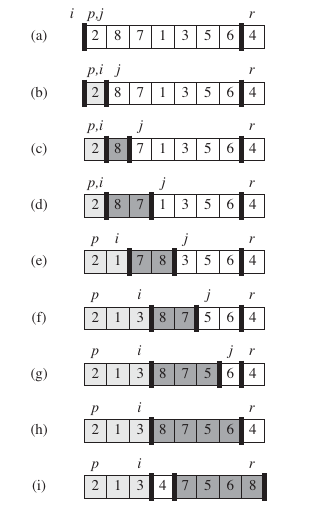 i p,j r
(a) 2 8 7 1 3 5 6 4
p,i j r
(b) 2 8 7 1 3 5 6 4
p,i j r
(c) 2 8 7 1 3 5 6 4
p,i j r
(d) 2 8 7 1 3 5 6 4
p i j r
(e) 2 1 7 8 3 5 6 4
p i j r
(f) 2 1 3 8 7 5 6 4
p i j r
(g) 2 1 3 8 7 5 6 4
p i r
(h) 2 1 3 8 7 5 6 4
p i r
(i) 2 1 3 4 7 5 6 8